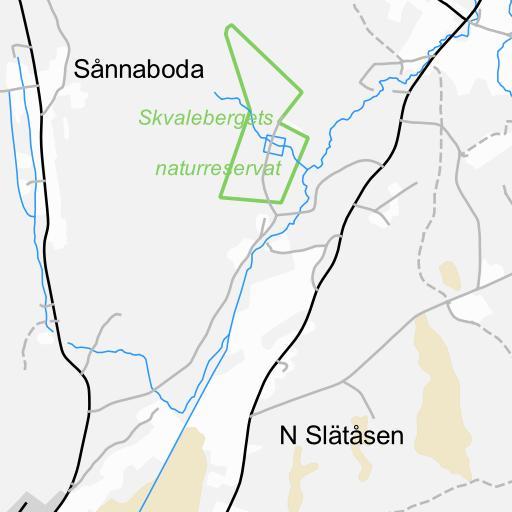 Sånnaboda
Skvalebergets
naturreservat
N Slätåsen